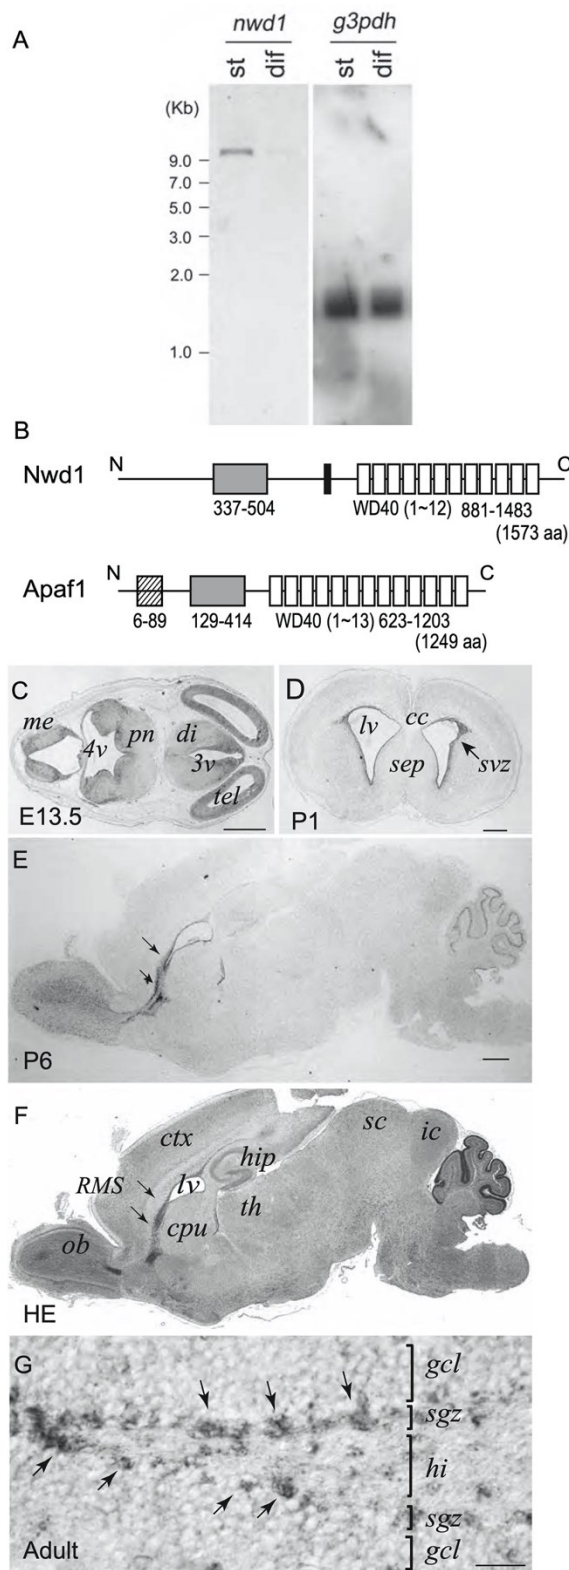 A
nwd1 g3pdh
st dif st dif
(Kb)
9.0
7.0
5.0
3.0
2.0
1.0
B
Nwd1 N C
337-504 WD40 (1~12) 881-1483
(1573 aa)
Apaf1 N C
6-89 129-414 WD40 (1~13) 623-1203
(1249 aa)
C
me 4v pn di 3v tel
E13.5
D
lv cc sep svz
P1
E
P6
F
ctx sc ic
RMS lv hip
cpu th
ob
HE
G
gcl
sgz
hi
sgz
gcl
Adult